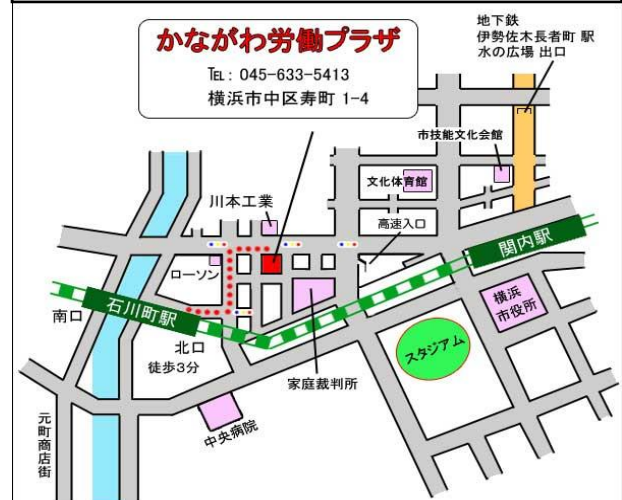 かながわ労働プラザ
TEL: 045-633-5413
横浜市中区寿町 1-4
地下鉄
伊勢佐木長者町 駅
水の広場 出口
市技能文化会館
文化体育館
川本工業
高速入口
関内駅
ローソン
石川町駅
南口
北口
徒歩3分
横浜
市役所
スタジアム
家庭裁判所
中央病院
元町商店街